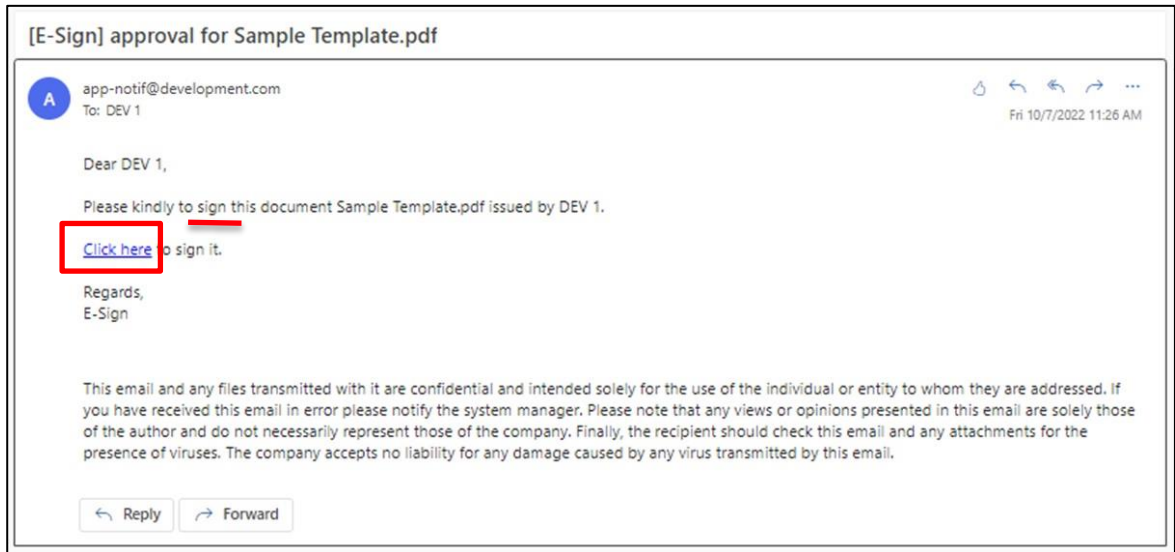 [E-Sign] approval for Sample Template.pdf
A
app-notif@development.com
To: DEV 1
Fri 10/7/2022 11:26 AM
Dear DEV 1,
Please kindly to sign this document Sample Template.pdf issued by DEV 1.
Click here to sign it.
Regards,
E-Sign
This email and any files transmitted with it are confidential and intended solely for the use of the individual or entity to whom they are addressed. If
you have received this email in error please notify the system manager. Please note that any views or opinions presented in this email are solely those
of the author and do not necessarily represent those of the company. Finally, the recipient should check this email and any attachments for the
presence of viruses. The company accepts no liability for any damage caused by any virus transmitted by this email.
Reply
Forward